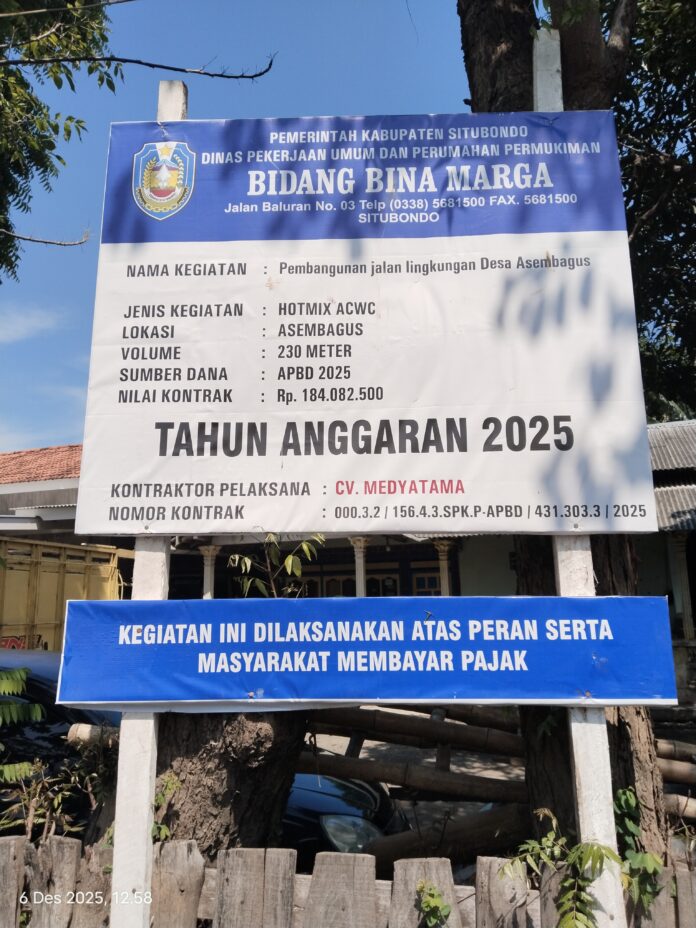 PEMERINTAH KABUPATEN SITUBONDO
DINAS PEKERJAAN UMUM DAN PERUMAHAN PERMUKIMAN
BIDANG BINA MARGA
Jalan Baluran No. 03 Telp (0338) 5681500 FAX. 5681500
SITUBONDO
NAMA KEGIATAN : Pembangunan jalan lingkungan Desa Asembagus
JENIS KEGIATAN : HOTMIX ACWC
LOKASI : ASEMBAGUS
VOLUME : 230 METER
SUMBER DANA : APBD 2025
NILAI KONTRAK : Rp. 184.082.500
TAHUN ANGGARAN 2025
KONTRAKTOR PELAKSANA : CV. MEDYATAMA
NOMOR KONTRAK : 000.3.2 / 156.4.3.SPK.P-APBD / 431.303.3 / 2025
KEGIATAN INI DILAKSANAKAN ATAS PERAN SERTA
MASYARAKAT MEMBAYAR PAJAK
6 Des 2025, 12.58